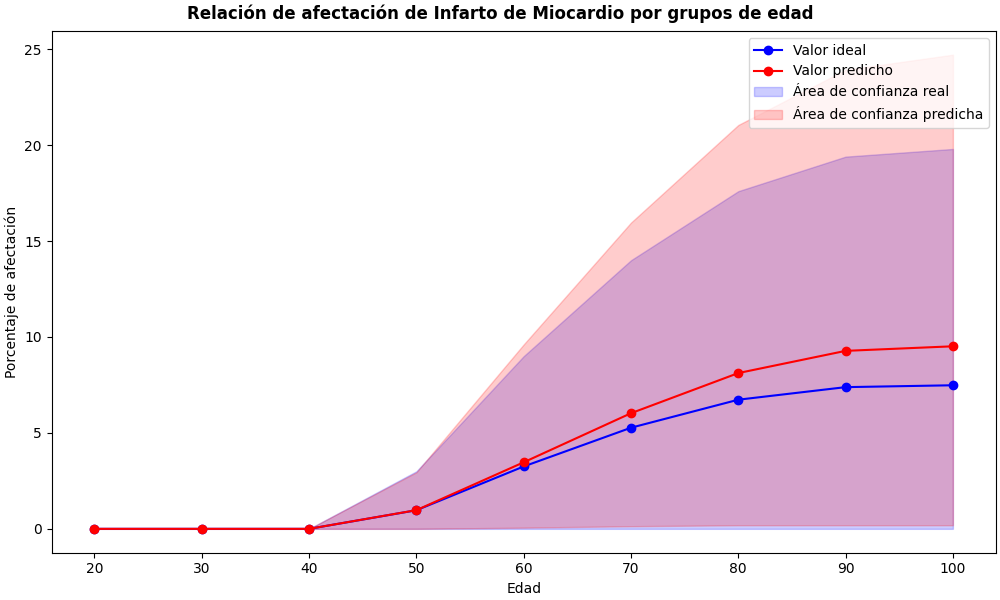 Relación de afectación de Infarto de Miocardio por grupos de edad
25
20
15
10
5
0
Porcentaje de afectación
Valor ideal
Valor predicho
Área de confianza real
Área de confianza predicha
20 30 40 50 60 70 80 90 100
Edad